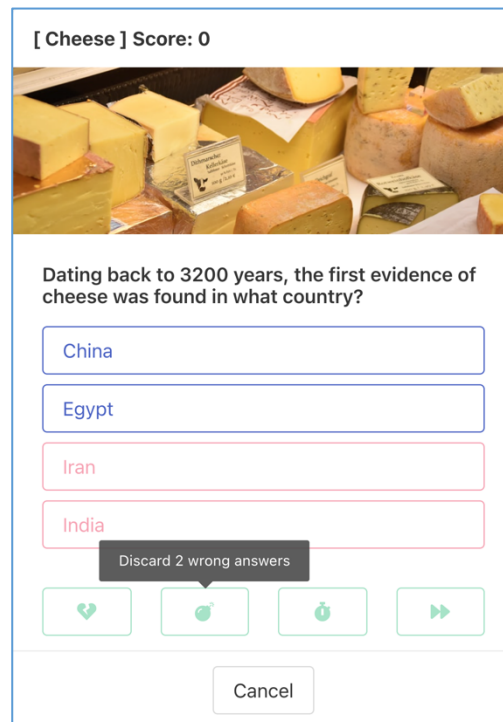 [ Cheese ] Score: 0
Dithmarscher
Dating back to 3200 years, the first evidence of
cheese was found in what country?
China
Egypt
Iran
India
Discard 2 wrong answers
Cancel